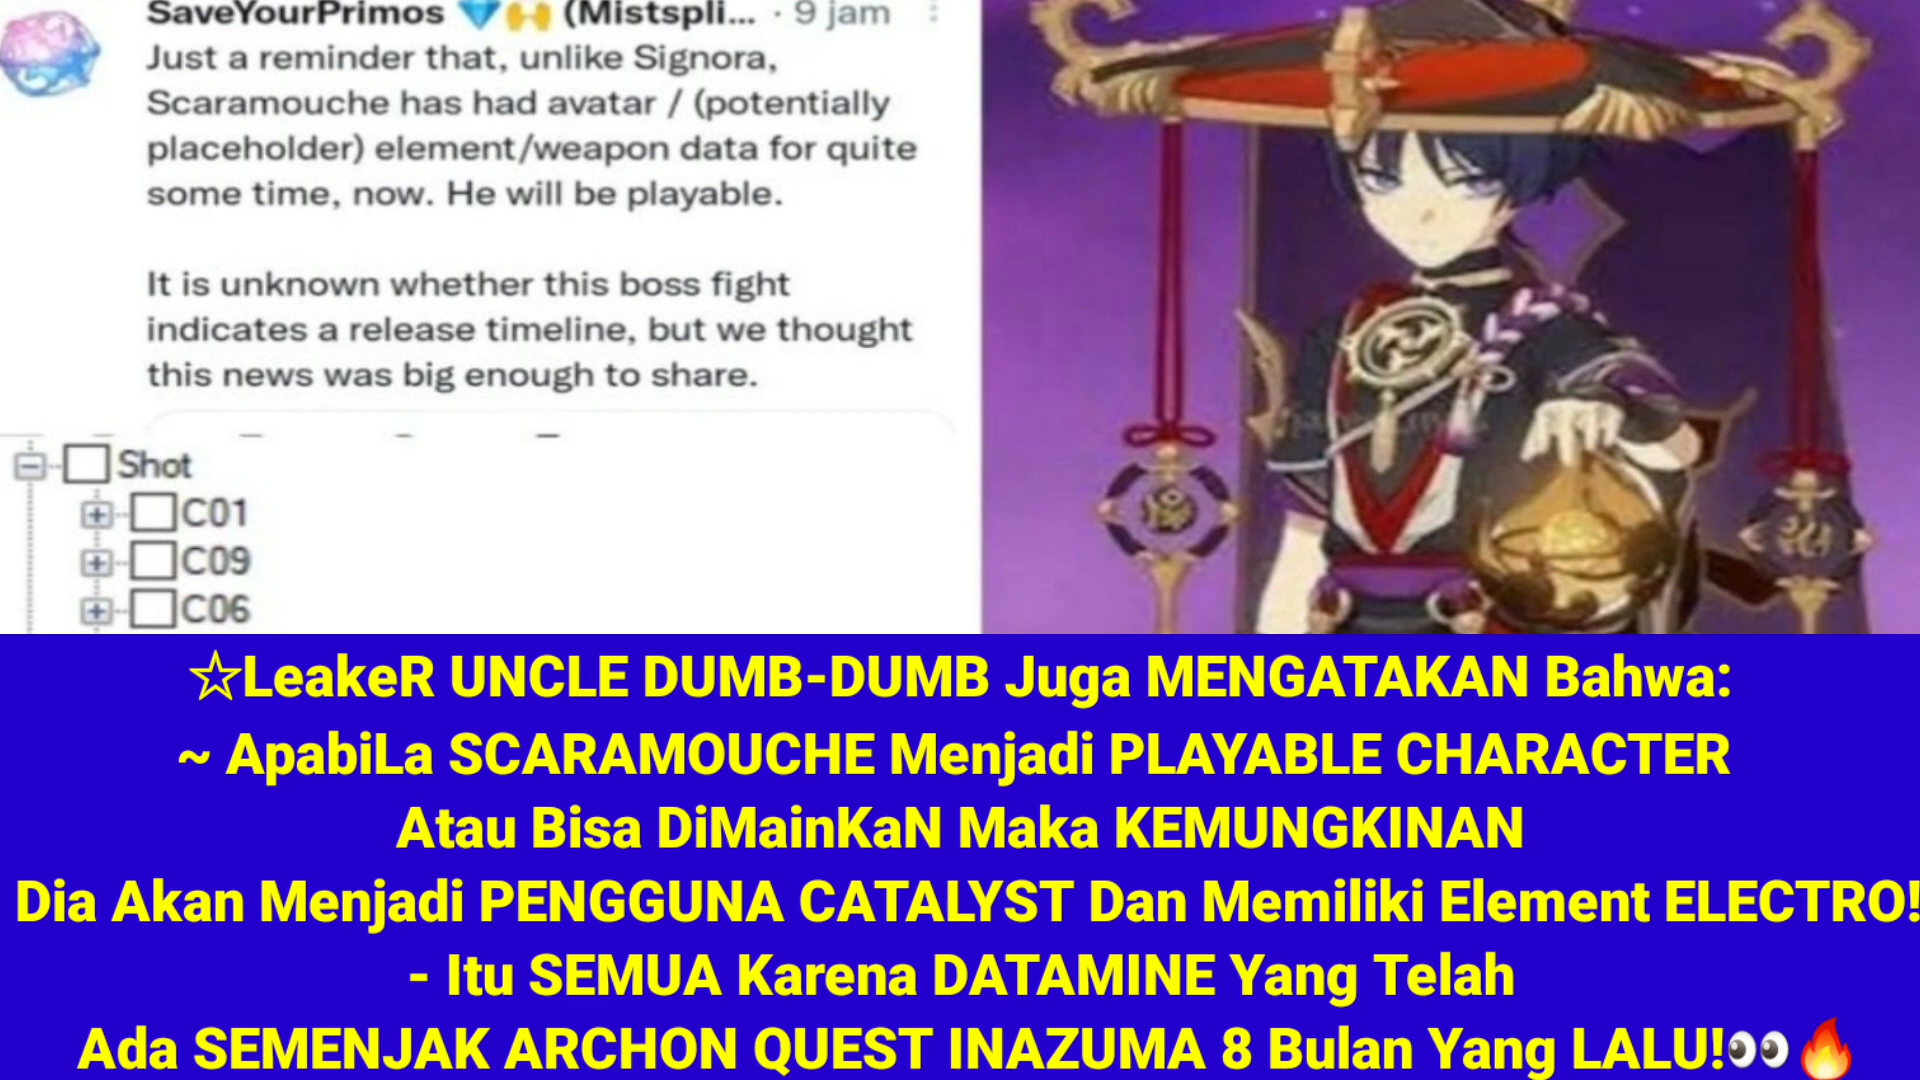 SaveYourPrimos 💎🙌 (Mistspli... · 9 jam
Just a reminder that, unlike Signora,
Scaramouche has had avatar / (potentially
placeholder) element/weapon data for quite
some time, now. He will be playable.
It is unknown whether this boss fight
indicates a release timeline, but we thought
this news was big enough to share.
Shot
C01
C09
C06
☆LeakeR UNCLE DUMB-DUMB Juga MENGATAKAN Bahwa:
~ ApabiLa SCARAMOUCHE Menjadi PLAYABLE CHARACTER
Atau Bisa DiMainKaN Maka KEMUNGKINAN
Dia Akan Menjadi PENGGUNA CATALYST Dan Memiliki Element ELECTRO!
- Itu SEMUA Karena DATAMINE Yang Telah
Ada SEMENJAK ARCHON QUEST INAZUMA 8 Bulan Yang LALU!👀🔥